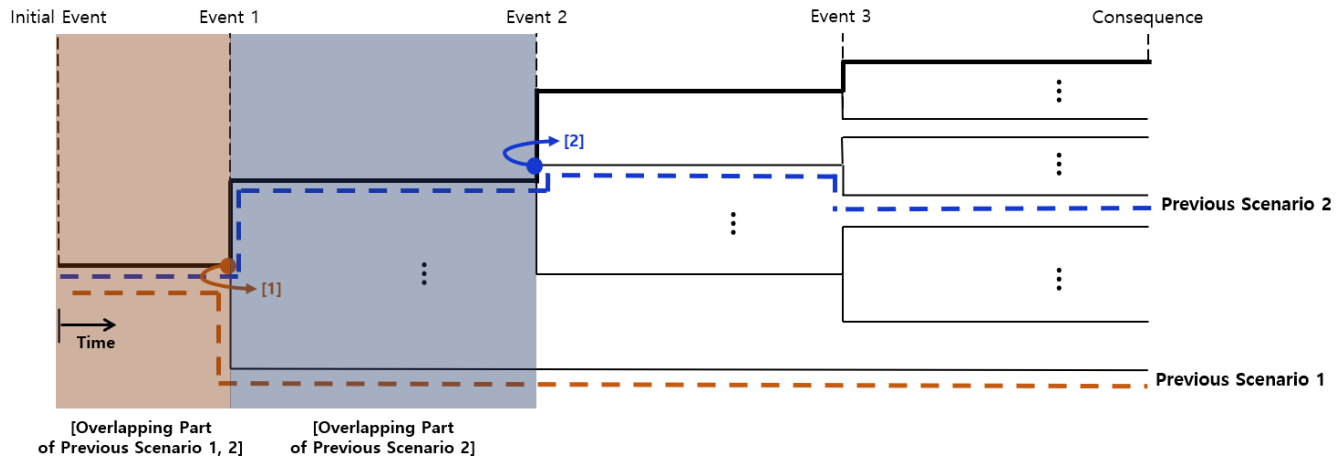 Initial Event
Event 1
Event 2
Event 3
Consequence
[2]
Previous Scenario 2
[1]
Time
Previous Scenario 1
[Overlapping Part
of Previous Scenario 1, 2]
[Overlapping Part
of Previous Scenario 2]